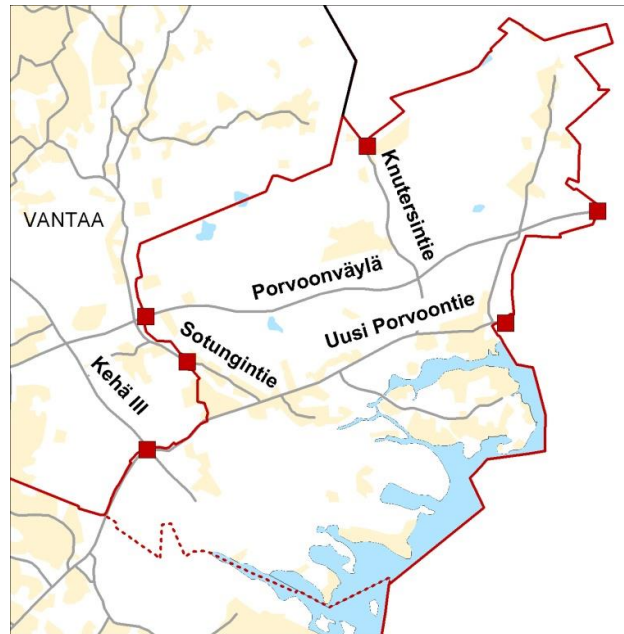 Knutersintie
VANTAA
Porvoonväylä
Uusi Porvoontie
Sotungintie
Kehä III